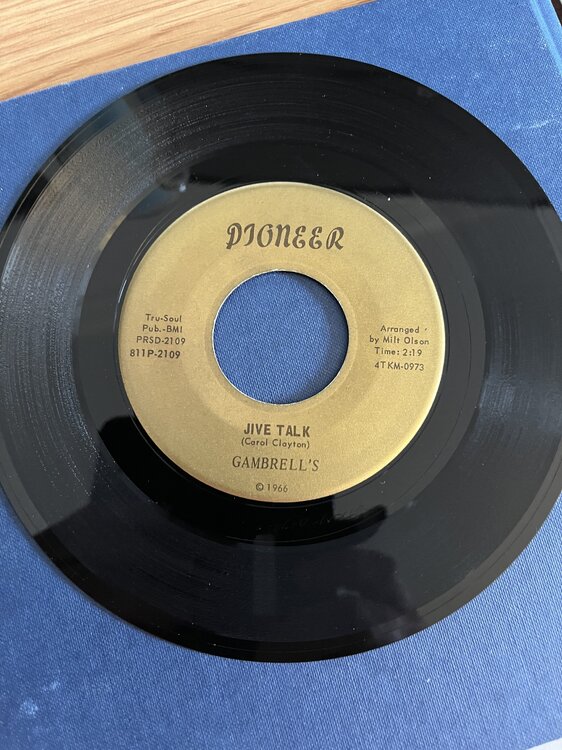 PIONEER
Tru-Soul
Pub.-BMI
PRSD-2109
811P-2109
Arranged
by Milt Olson
Time: 2:19
4TKM-0973
JIVE TALK
(Carol Clayton)
GAMBRELL'S
© 1966